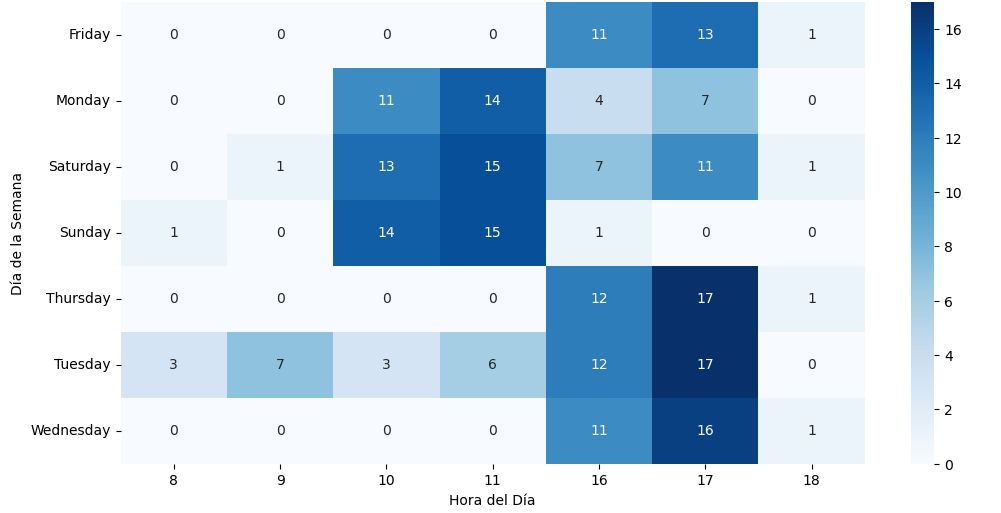 Día de la Semana
Friday 0 0 0 0 11 13 1
Monday 0 0 11 14 4 7 0
Saturday 0 1 13 15 7 11 1
Sunday 1 0 14 15 1 0 0
Thursday 0 0 0 0 12 17 1
Tuesday 3 7 3 6 12 17 0
Wednesday 0 0 0 0 11 16 1
8 9 10 11 16 17 18
Hora del Día
16
14
12
10
8
6
4
2
0